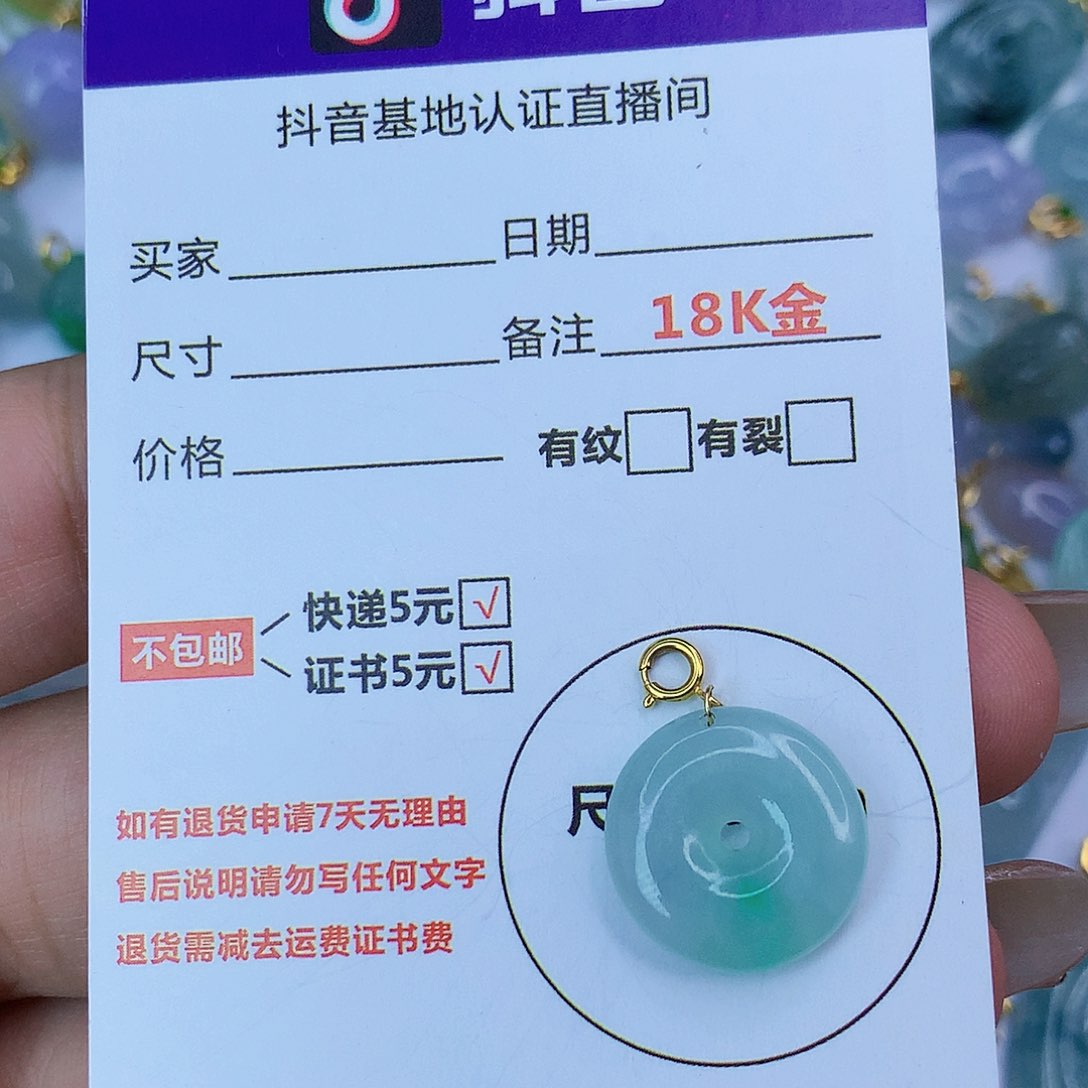 抖音基地认证直播间
买家 日期
尺寸 备注 18K金
价格 有纹 有裂
快递5元 √
不包邮
证书5元 √
如有退货申请7天无理由
售后说明请勿写任何文字
退货需减去运费证书费
尺